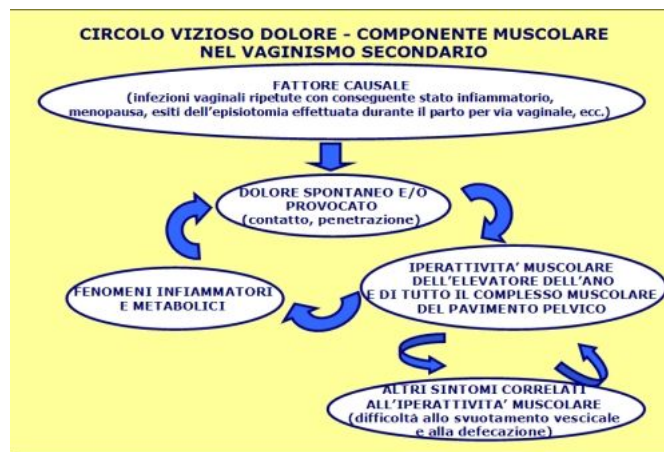 CIRCOLO VIZIOSO DOLORE - COMPONENTE MUSCOLARE
NEL VAGINISMO SECONDARIO
FATTORE CAUSALE
(infezioni vaginali ripetute con conseguente stato infiammatorio,
menopausa, esiti dell'episiotomia effettuata durante il parto per via vaginale, ecc.)
DOLORE SPONTANEO E/O
PROVOCATO
(contatto, penetrazione)
IPERATTIVITA' MUSCOLARE
DELL'ELEVATORE DELL'ANO
E DI TUTTO IL COMPLESSO MUSCOLARE
DEL PAVIMENTO PELVICO
FENOMENI INFIAMMATORI
E METABOLICI
ALTRI SINTOMI CORRELATI
ALL'IPERATTIVITA' MUSCOLARE
(difficoltà allo svuotamento vescicale
e alla defecazione)